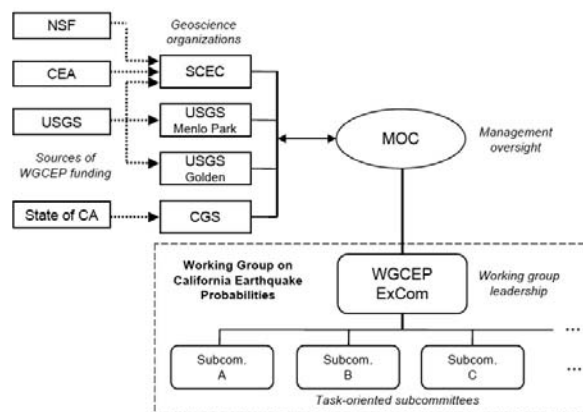 NSF
CEA
USGS
Sources of
WGCEP funding
State of CA
Geoscience
organizations
SCEC
USGS
Menlo Park
USGS
Golden
CGS
MOC
Management
oversight
Working Group on
California Earthquake
Probabilities
WGCEP
ExCom
Working group
leadership
...
Subcom.
A
Subcom.
B
Subcom.
C
...
Task-oriented subcommittees